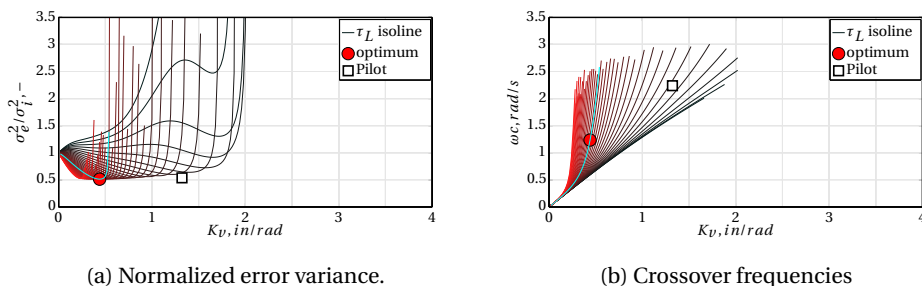 3.5
3
2.5
2
1.5
1
0.5
0
0
1
2
3
4
σ²e/σ²i, −
Kv, in/rad
τL isoline
optimum
Pilot
(a) Normalized error variance.
3.5
3
2.5
2
1.5
1
0.5
0
0
1
2
3
4
ωc, rad/s
Kv, in/rad
τL isoline
optimum
Pilot
(b) Crossover frequencies